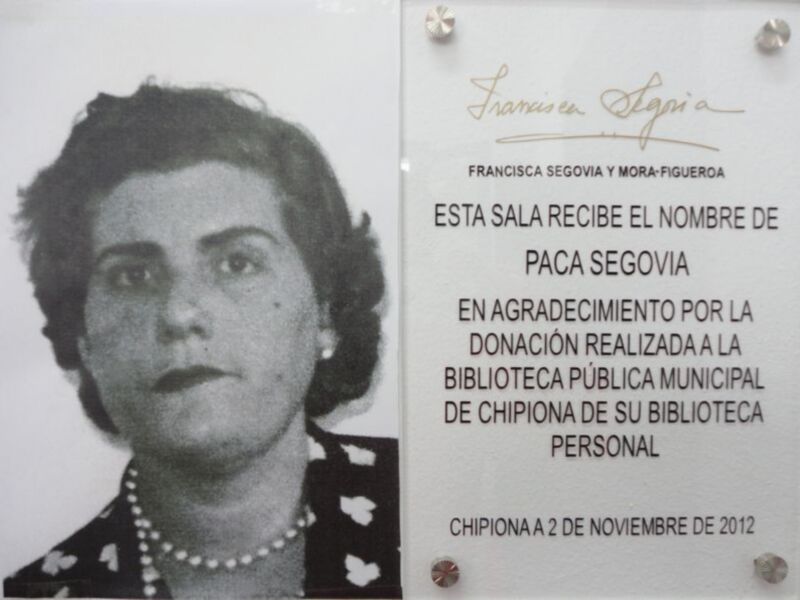 Francisca Segovia
FRANCISCA SEGOVIA Y MORA-FIGUEROA
ESTA SALA RECIBE EL NOMBRE DE
PACA SEGOVIA
EN AGRADECIMIENTO POR LA
DONACIÓN REALIZADA A LA
BIBLIOTECA PÚBLICA MUNICIPAL
DE CHIPIONA DE SU BIBLIOTECA
PERSONAL
CHIPIONA A 2 DE NOVIEMBRE DE 2012